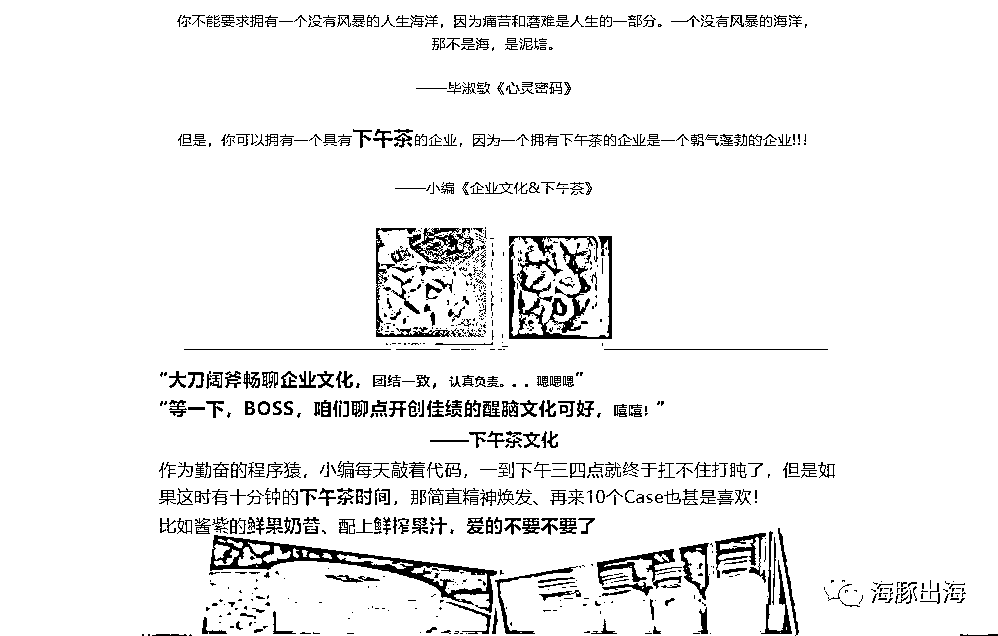 你不能要求拥有一个没有风暴的人生海洋，因为痛苦和磨难是人生的一部分。一个没有风暴的海洋，
那不是海，是泥塘。
——毕淑敏《心灵密码》
但是，你可以拥有一个具有下午茶的企业，因为一个拥有下午茶的企业是一个朝气蓬勃的企业!!!
——小编《企业文化&下午茶》
“大刀阔斧畅聊企业文化，团结一致，认真负责。。。嗯嗯嗯”
“等一下，BOSS，咱们聊点开创佳绩的醒脑文化可好，嘻嘻！”
——下午茶文化
作为勤奋的程序猿，小编每天敲着代码，一到下午三四点就终于扛不住打盹了，但是如
果这时有十分钟的下午茶时间，那简直精神焕发、再来10个Case也甚是喜欢！
比如酱紫的鲜果奶昔、配上鲜榨果汁，爱的不要不要了
海豚出海